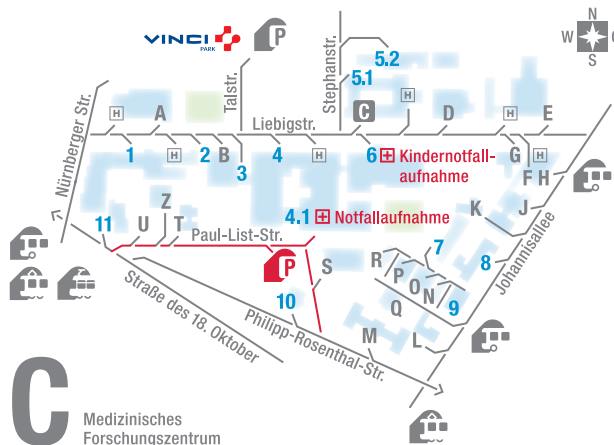 VINCI
PARK
P
N
W
O
S
5.2
5.1
Nürnberger Str.
Talstr.
Stephanstr.
H
A
C
H
D
H
E
Liebigstr.
1
H
2
B
3
4
H
6
Kindernotfall-
aufnahme
G
H
F
H
Z
11
U
T
4.1
Notfallaufnahme
K
J
Johannisallee
Paul-List-Str.
P
S
R
P
O
N
7
8
Q
9
10
Straße des 18. Oktober
Philipp-Rosenthal-Str.
M
L
C
Medizinisches
Forschungszentrum